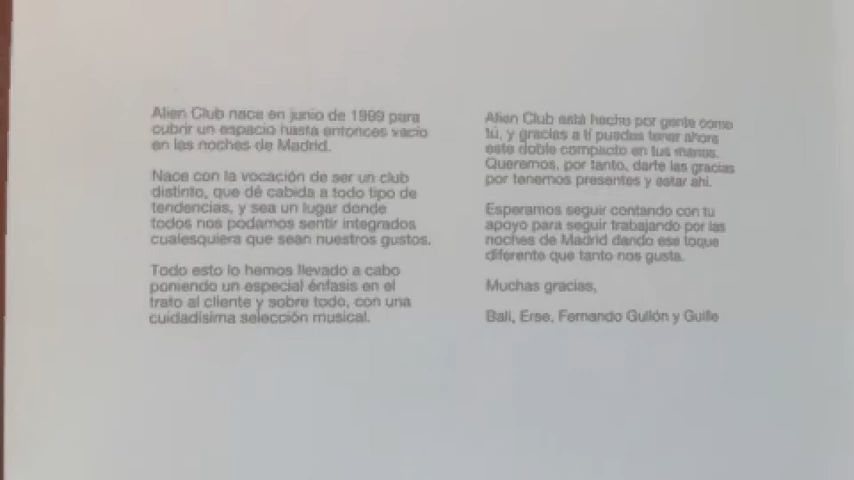 Alien Club nace en junio de 1999 para
cubrir un espacio hasta entonces vacío
en las noches de Madrid.
Nace con la vocación de ser un club
distinto, que dé cabida a todo tipo de
tendencias, y sea un lugar donde
todos nos podamos sentir integrados
cualesquiera que sean nuestros gustos.
Todo esto lo hemos llevado a cabo
poniendo un especial énfasis en el
trato al cliente y sobre todo, con una
cuidadísima selección musical.
Alien Club está hecho por gente como
tú, y gracias a tí puedes tener ahora
este doble compacto en tus manos.
Queremos, por tanto, darte las gracias
por tenernos presentes y estar ahí.
Esperamos seguir contando con tu
apoyo para seguir trabajando por las
noches de Madrid dando ese toque
diferente que tanto nos gusta.
Muchas gracias,
Bali, Erse, Fernando Gullón y Guille